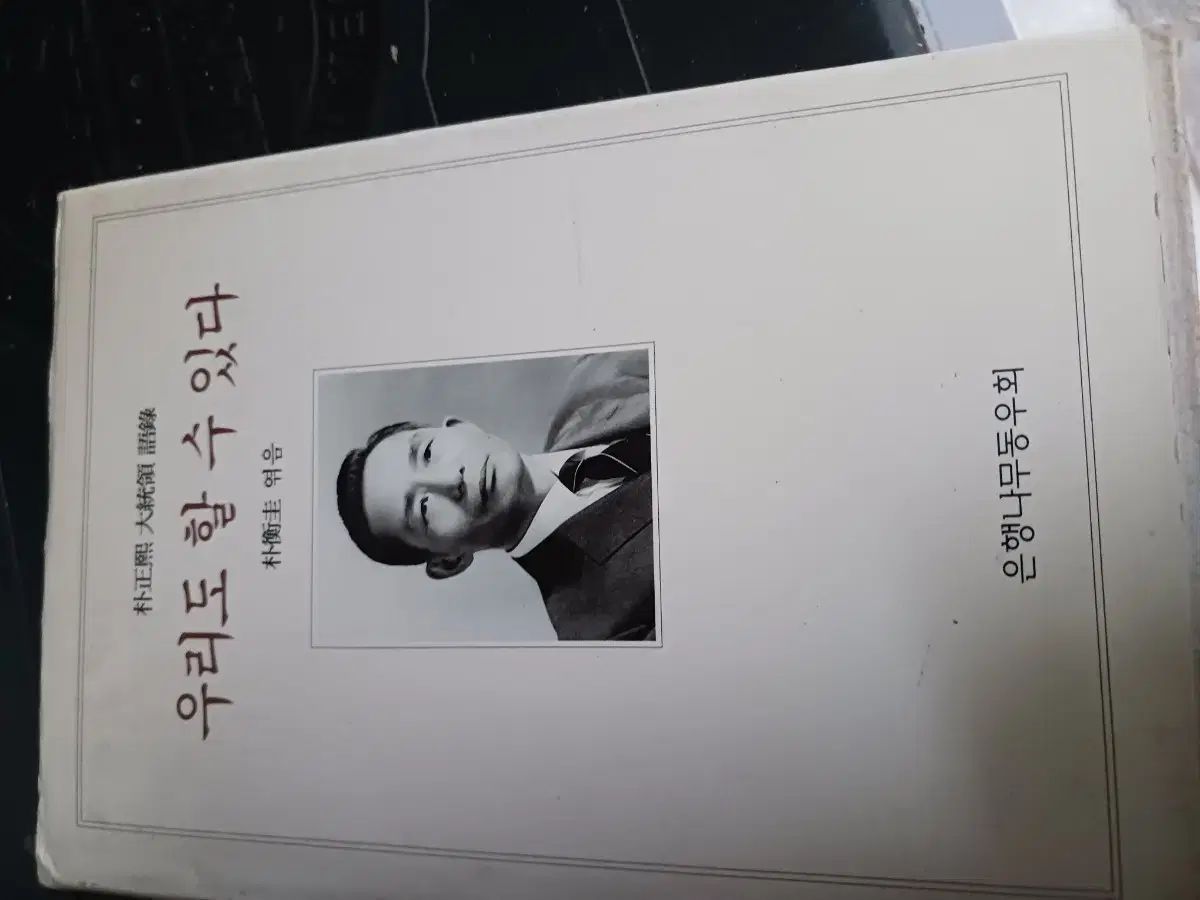 朴正熙 大統領 語錄
우리도 할 수 있다
朴衡圭 엮음
은행나무동우회